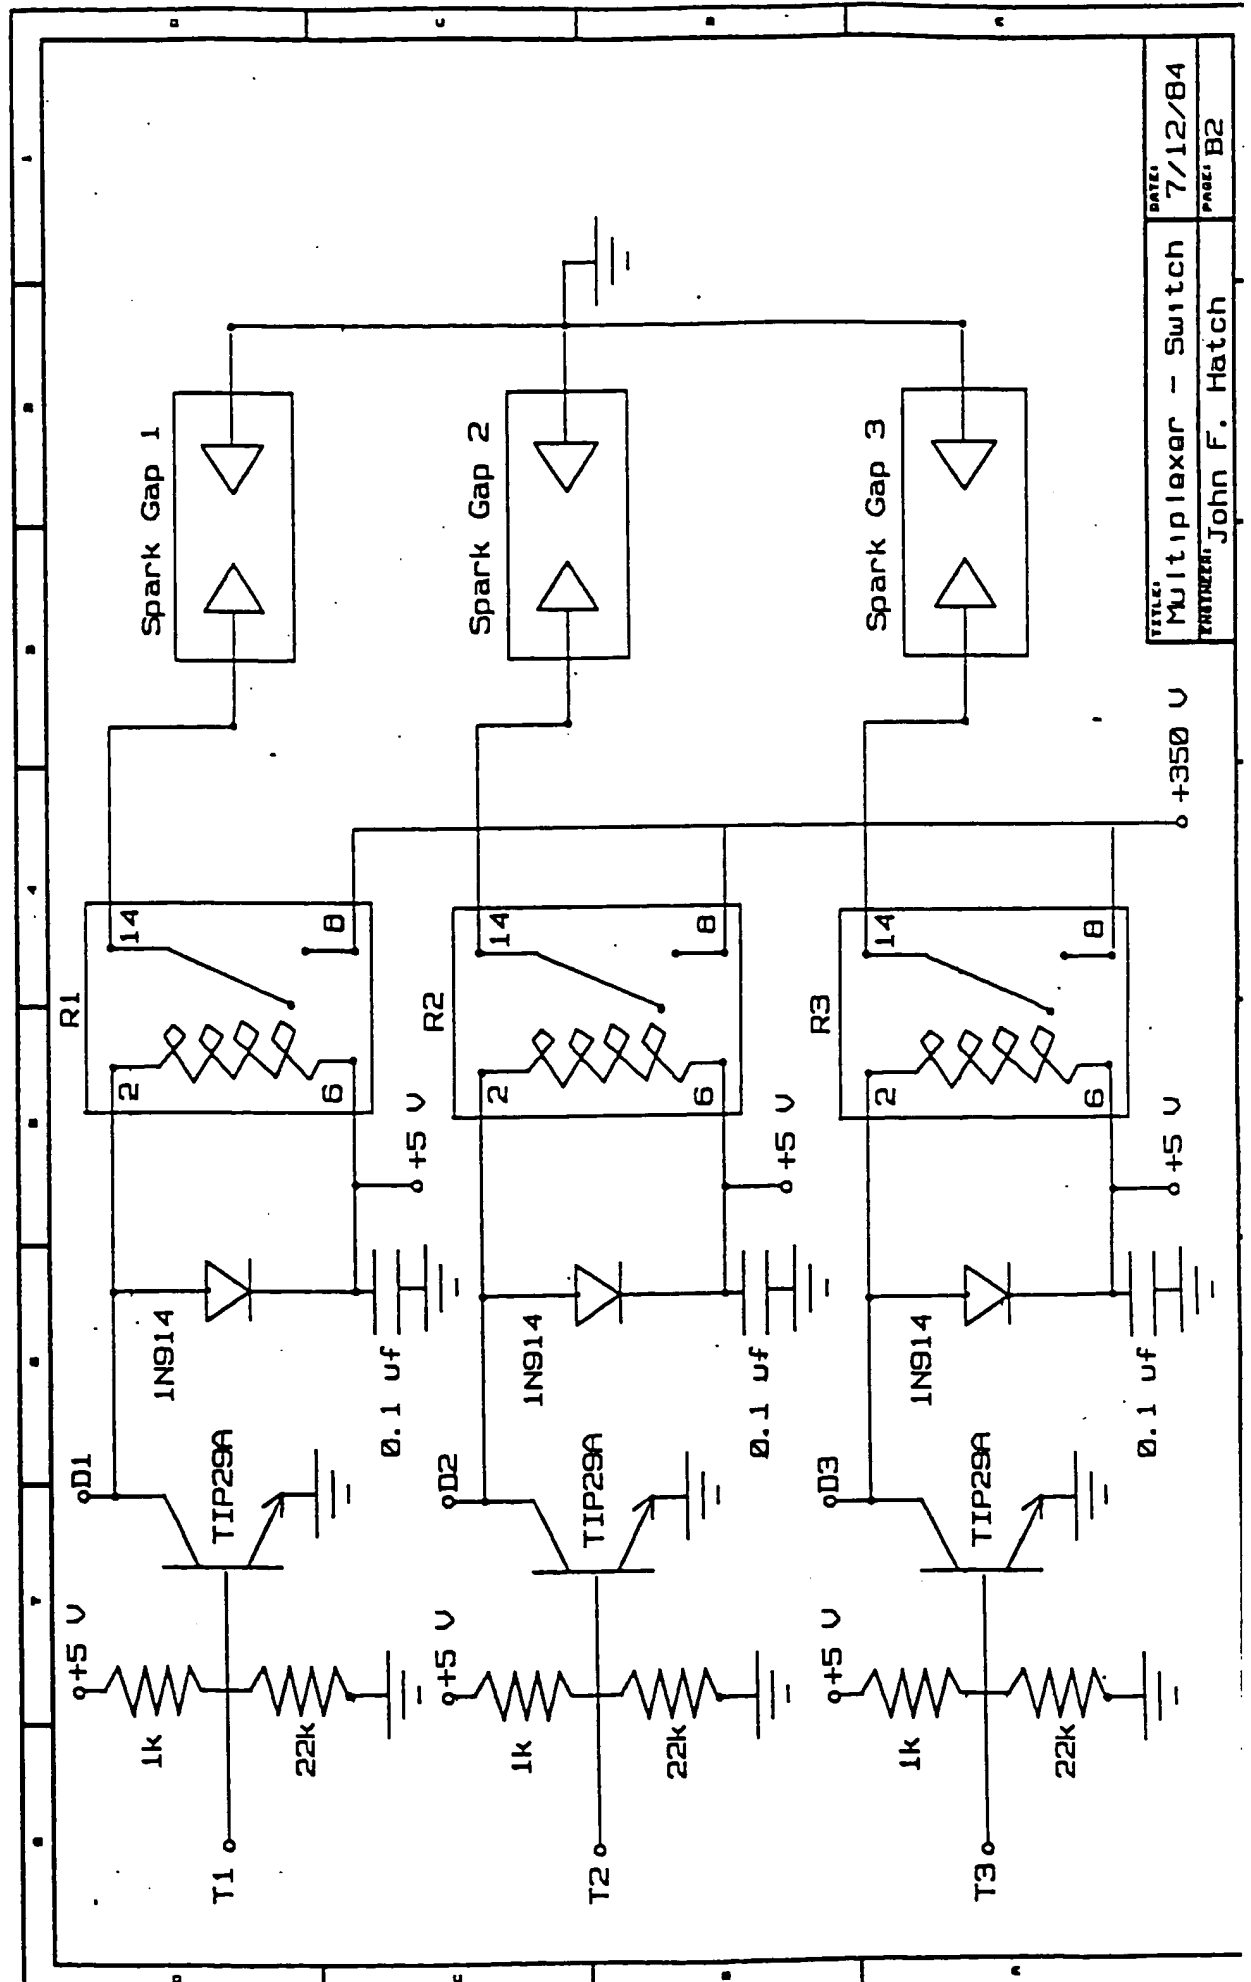 +5 V
1k
22k
T1
D1
TIP29A
1N914
0.1 uf
+5 V
R1
2
6
14
8
Spark Gap 1
+5 V
1k
22k
T2
D2
TIP29A
1N914
0.1 uf
+5 V
R2
2
6
14
8
Spark Gap 2
+5 V
1k
22k
T3
D3
TIP29A
1N914
0.1 uf
+5 V
R3
2
6
14
8
Spark Gap 3
+350 V
TITLE:
Multiplexer - Switch
DATE:
7/12/84
ENGINEER:
John F. Hatch
PAGE: B2